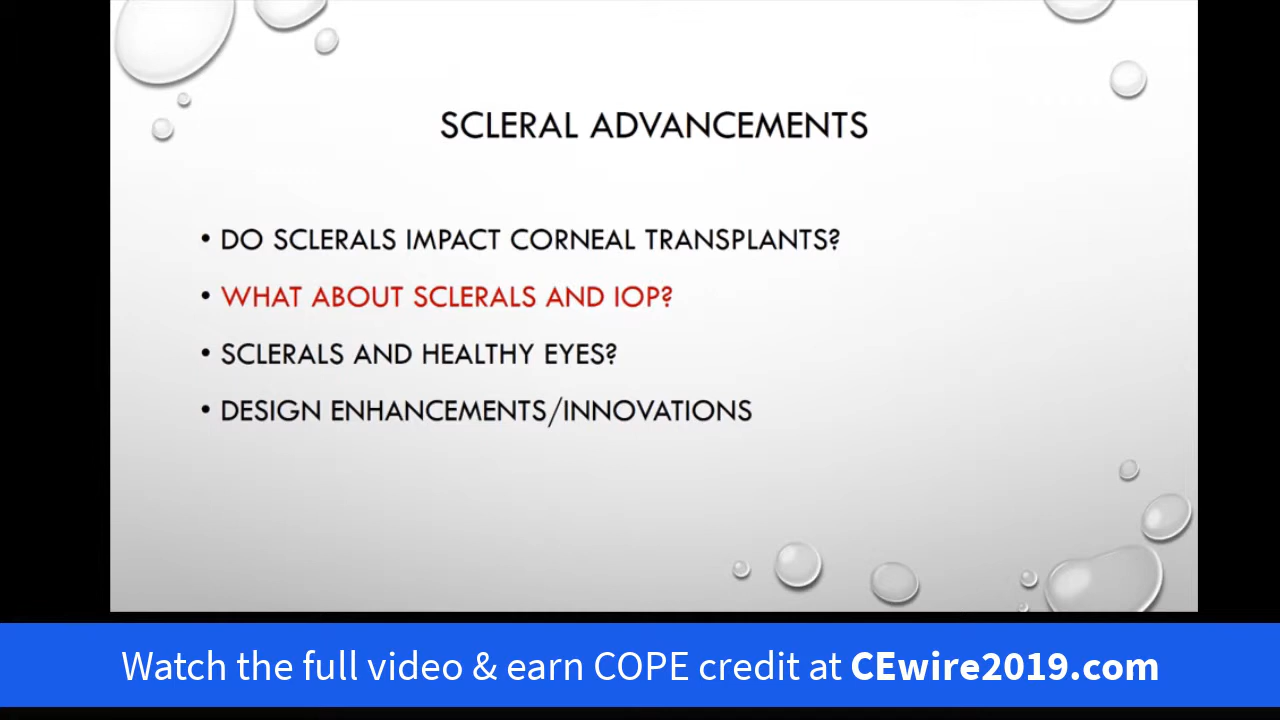 SCLERAL ADVANCEMENTS
• DO SCLERALS IMPACT CORNEAL TRANSPLANTS?
• WHAT ABOUT SCLERALS AND IOP?
• SCLERALS AND HEALTHY EYES?
• DESIGN ENHANCEMENTS/INNOVATIONS
Watch the full video & earn COPE credit at CEwire2019.com